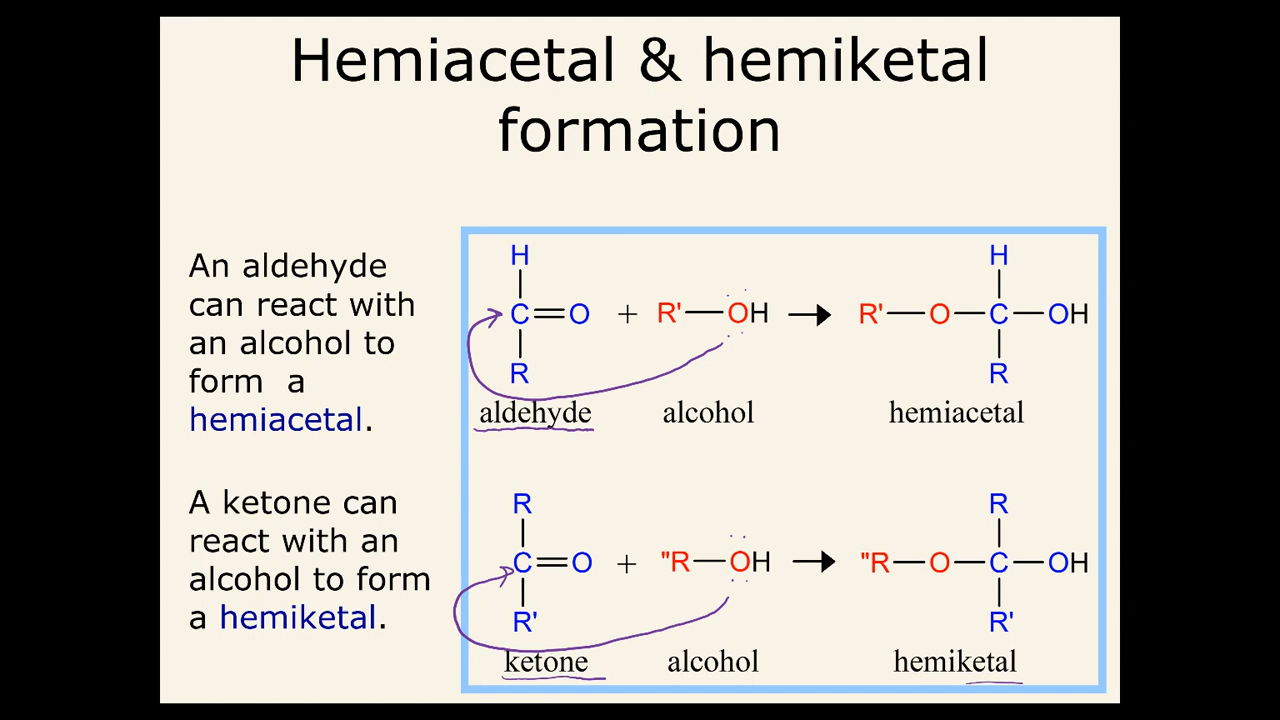 Hemiacetal & hemiketal
formation
An aldehyde
can react with
an alcohol to
form a
hemiacetal.
A ketone can
react with an
alcohol to form
a hemiketal.
H
C=O + R'—OH → R'—O—C—OH
H
R
R
aldehyde alcohol hemiacetal
R
R
C=O + "R—OH → "R—O—C—OH
R'
R'
ketone alcohol hemiketal